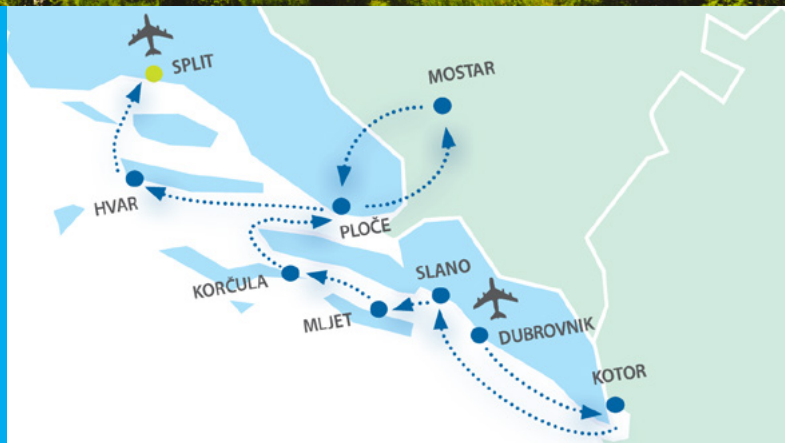 SPLIT
MOSTAR
HVAR
PLOČE
KORČULA
SLANO
MLJET
DUBROVNIK
KOTOR